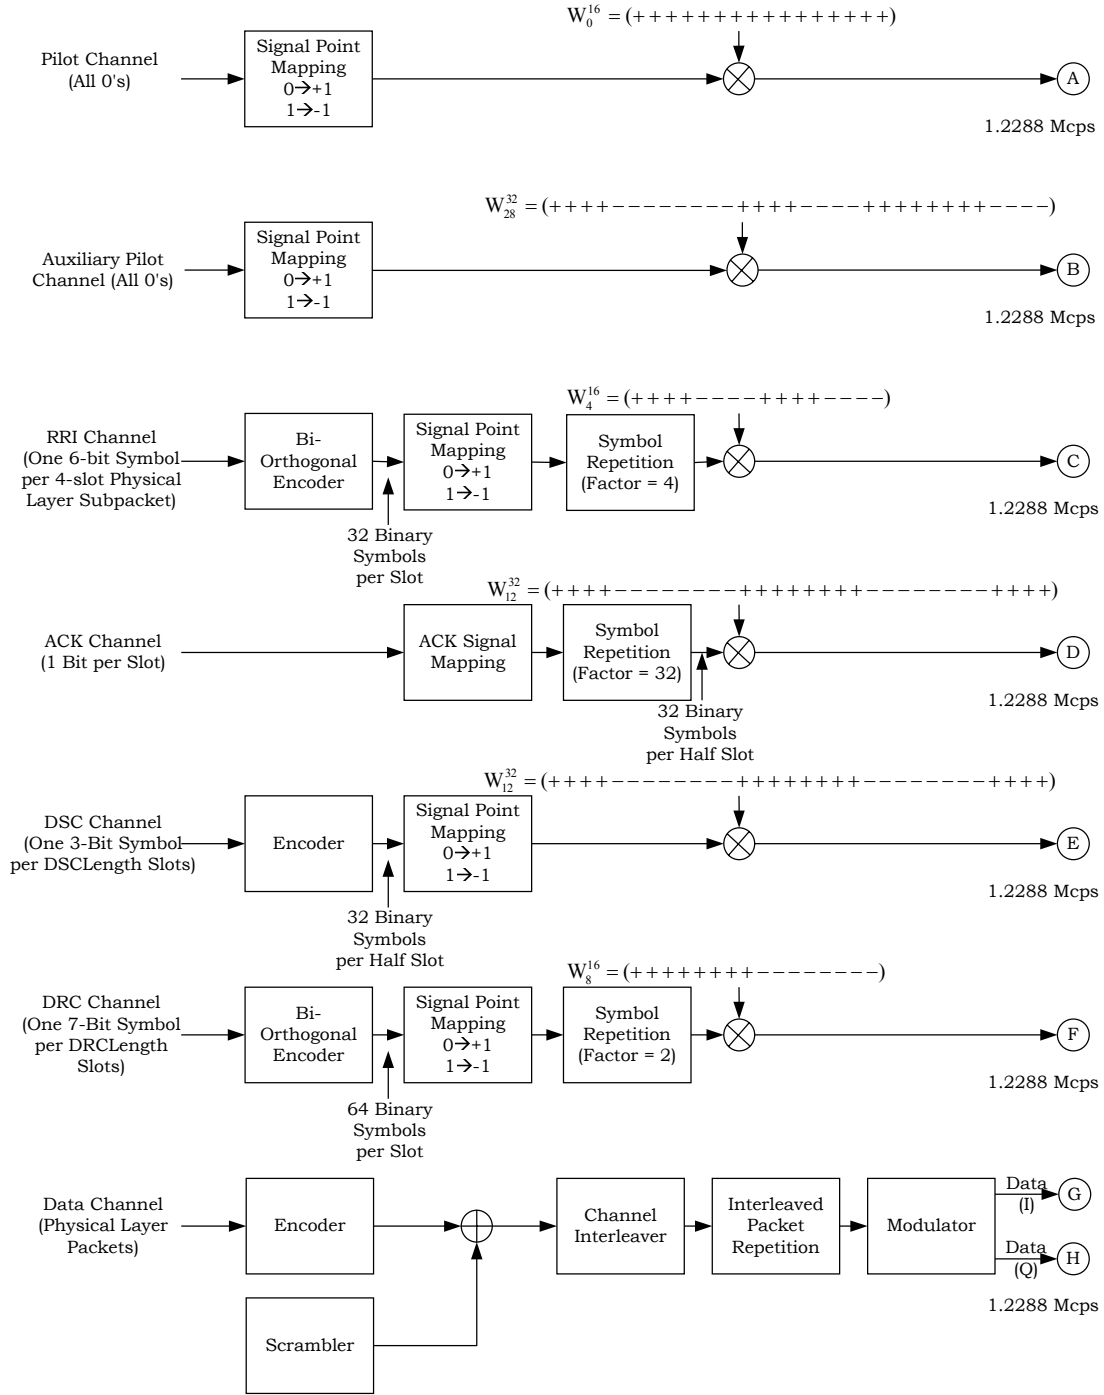 W₀¹⁶ = (++++++++++++++++)
Pilot Channel
(All 0's)
Signal Point
Mapping
0→+1
1→-1
A
1.2288 Mcps
W₂₈³² = (++++−−−−−−−−++++−−−−++++++++−−−−)
Auxiliary Pilot
Channel (All 0's)
Signal Point
Mapping
0→+1
1→-1
B
1.2288 Mcps
W₄¹⁶ = (++++−−−−++++−−−−)
RRI Channel
(One 6-bit Symbol
per 4-slot Physical
Layer Subpacket)
Bi-
Orthogonal
Encoder
Signal Point
Mapping
0→+1
1→-1
Symbol
Repetition
(Factor = 4)
C
1.2288 Mcps
32 Binary
Symbols
per Slot
W₁₂³² = (++++−−−−−−−−++++++++−−−−−−−−++++)
ACK Channel
(1 Bit per Slot)
ACK Signal
Mapping
Symbol
Repetition
(Factor = 32)
D
1.2288 Mcps
32 Binary
Symbols
per Half Slot
W₁₂³² = (++++−−−−−−−−++++++++−−−−−−−−++++)
DSC Channel
(One 3-Bit Symbol
per DSCLength Slots)
Encoder
Signal Point
Mapping
0→+1
1→-1
E
1.2288 Mcps
32 Binary
Symbols
per Half Slot
W₈¹⁶ = (++++++++−−−−−−−−)
DRC Channel
(One 7-Bit Symbol
per DRCLength
Slots)
Bi-
Orthogonal
Encoder
Signal Point
Mapping
0→+1
1→-1
Symbol
Repetition
(Factor = 2)
F
1.2288 Mcps
64 Binary
Symbols
per Slot
Data Channel
(Physical Layer
Packets)
Encoder
Channel
Interleaver
Interleaved
Packet
Repetition
Modulator
Data
(I)
G
Data
(Q)
H
1.2288 Mcps
Scrambler